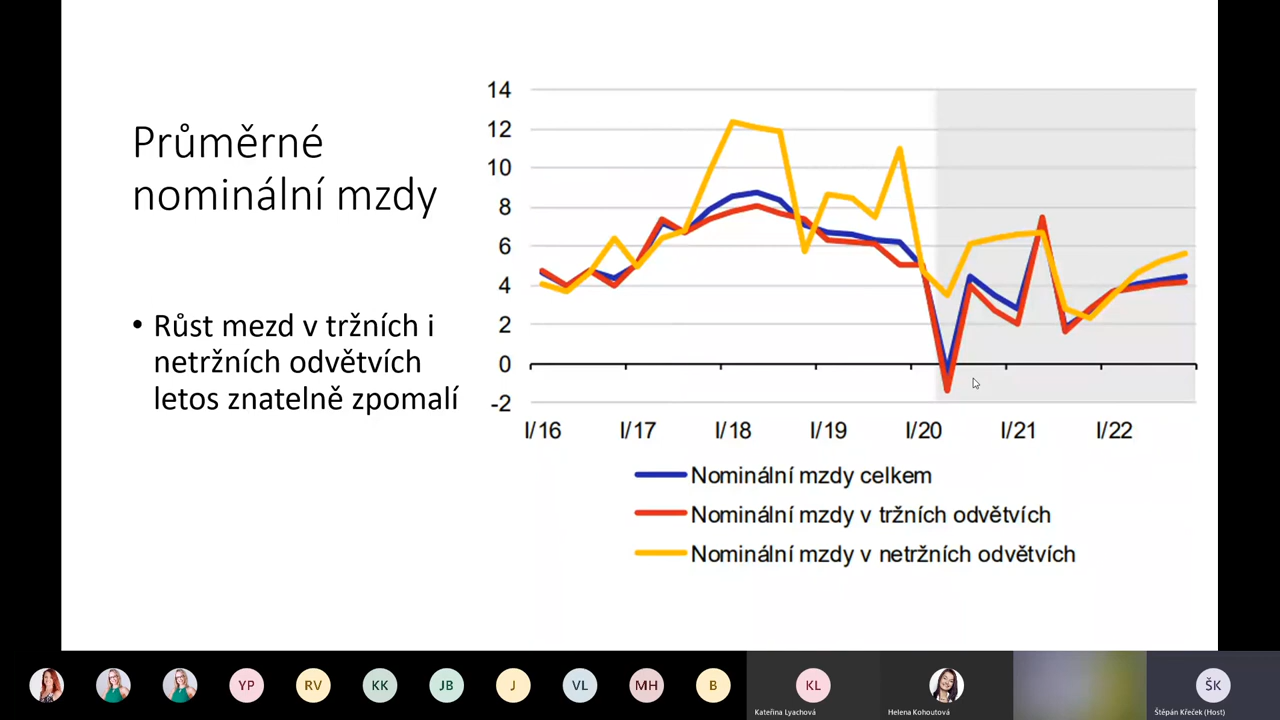 Průměrné
nominální mzdy
• Růst mezd v tržních i
netržních odvětvích
letos znatelně zpomalí
14
12
10
8
6
4
2
0
-2
I/16 I/17 I/18 I/19 I/20 I/21 I/22
Nominální mzdy celkem
Nominální mzdy v tržních odvětvích
Nominální mzdy v netržních odvětvích
YP RV KK JB J VL MH B KL ŠK
Kateřina Lyachová Helena Kohoutová Štěpán Křeček (Host)